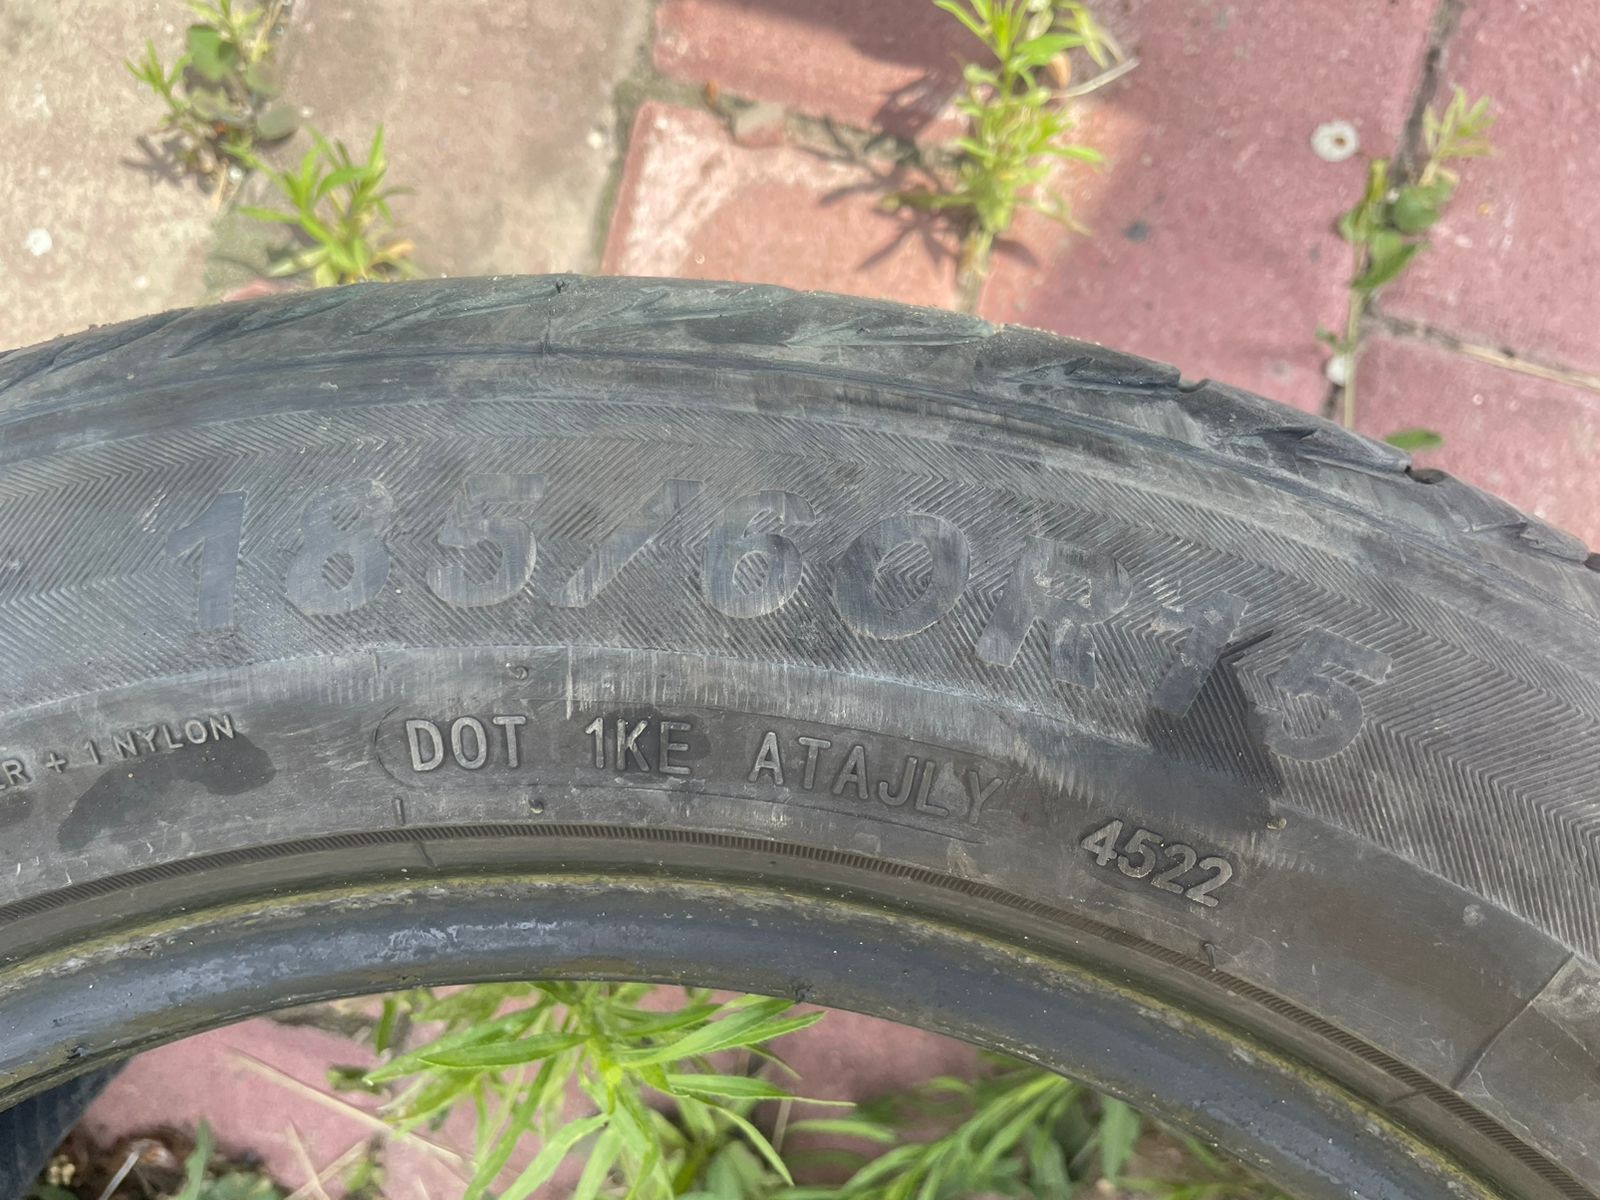 185/60R15
R + 1 NYLON
DOT 1KE ATAJLY
4522